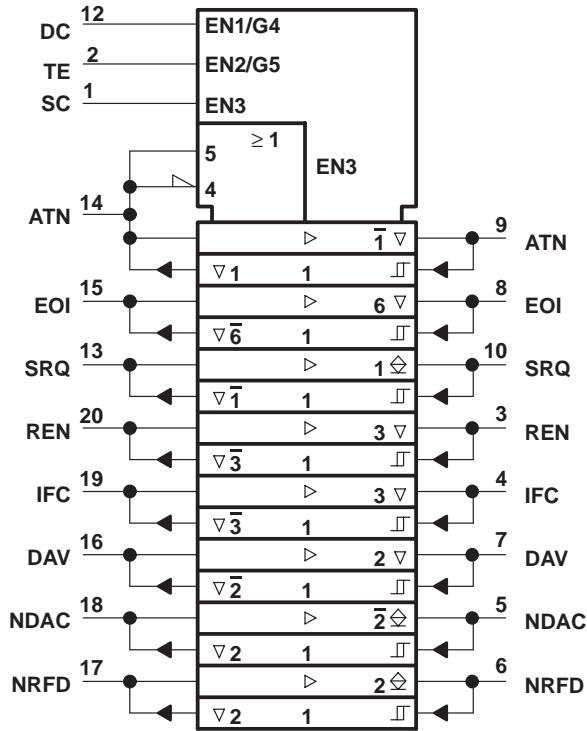 DC 12 EN1/G4
TE 2 EN2/G5
SC 1 EN3
≥ 1
5
EN3
4
ATN 14
▷ 1̅ ▽ 9 ATN
▽ 1 1
EOI 15 ▷ 6 ▽ 8 EOI
▽ 6̅ 1
SRQ 13 ▷ 1 10 SRQ
▽ 1̅ 1
REN 20 ▷ 3 ▽ 3 REN
▽ 3̅ 1
IFC 19 ▷ 3 ▽ 4 IFC
▽ 3̅ 1
DAV 16 ▷ 2 ▽ 7 DAV
▽ 2̅ 1
NDAC 18 ▷ 2̅ 5 NDAC
▽ 2 1
NRFD 17 ▷ 2 6 NRFD
▽ 2 1